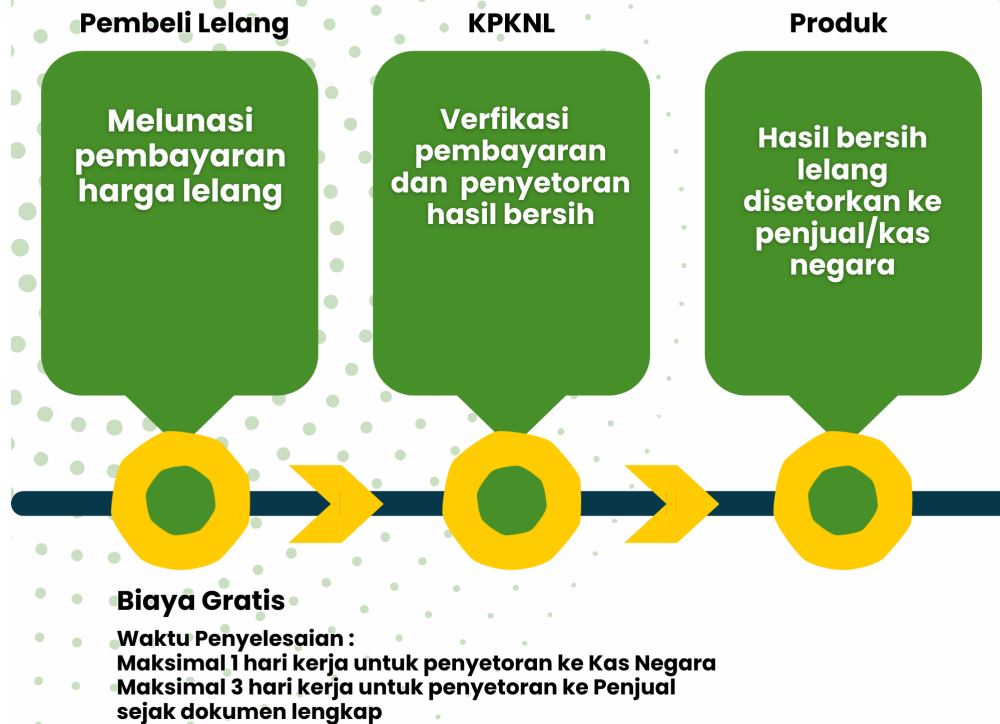 Pembeli Lelang
Melunasi
pembayaran
harga lelang
KPKNL
Verfikasi
pembayaran
dan penyetoran
hasil bersih
Produk
Hasil bersih
lelang
disetorkan ke
penjual/kas
negara
Biaya Gratis
Waktu Penyelesaian :
Maksimal 1 hari kerja untuk penyetoran ke Kas Negara
Maksimal 3 hari kerja untuk penyetoran ke Penjual
sejak dokumen lengkap